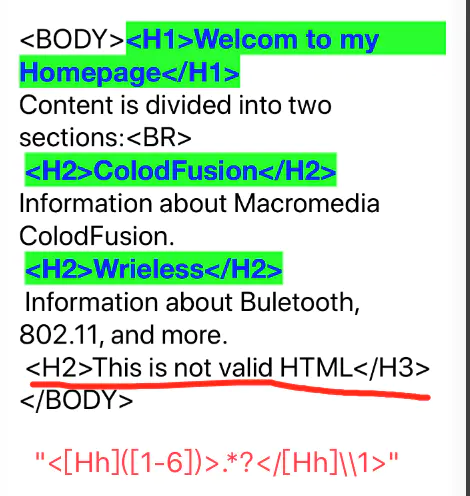 <BODY><H1>Welcom to my
Homepage</H1>
Content is divided into two
sections:<BR>
<H2>ColodFusion</H2>
Information about Macromedia
ColodFusion.
<H2>Wrieless</H2>
Information about Buletooth,
802.11, and more.
<H2>This is not valid HTML</H3>
</BODY>
"<[Hh]([1-6])>.*?</[Hh]\\1>"